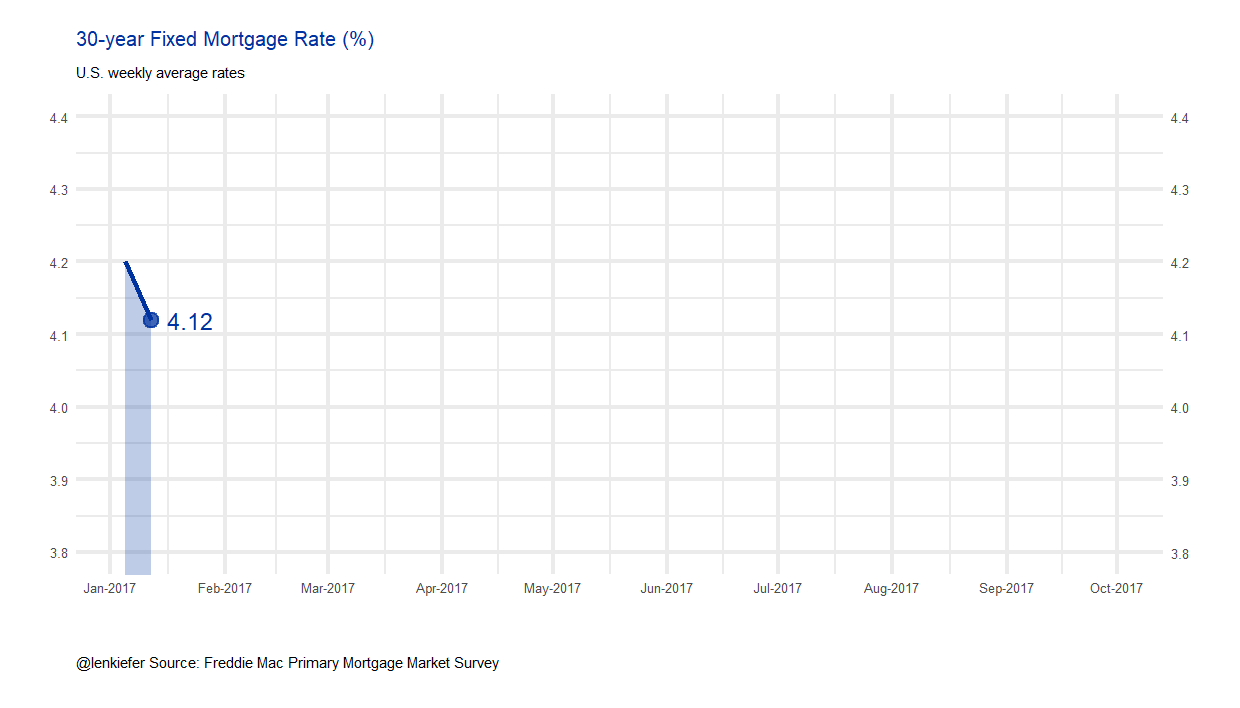 30-year Fixed Mortgage Rate (%)
U.S. weekly average rates
4.4 4.4
4.3 4.3
4.2 4.2
4.12
4.1 4.1
4.0 4.0
3.9 3.9
3.8 3.8
Jan-2017 Feb-2017 Mar-2017 Apr-2017 May-2017 Jun-2017 Jul-2017 Aug-2017 Sep-2017 Oct-2017
@lenkiefer Source: Freddie Mac Primary Mortgage Market Survey